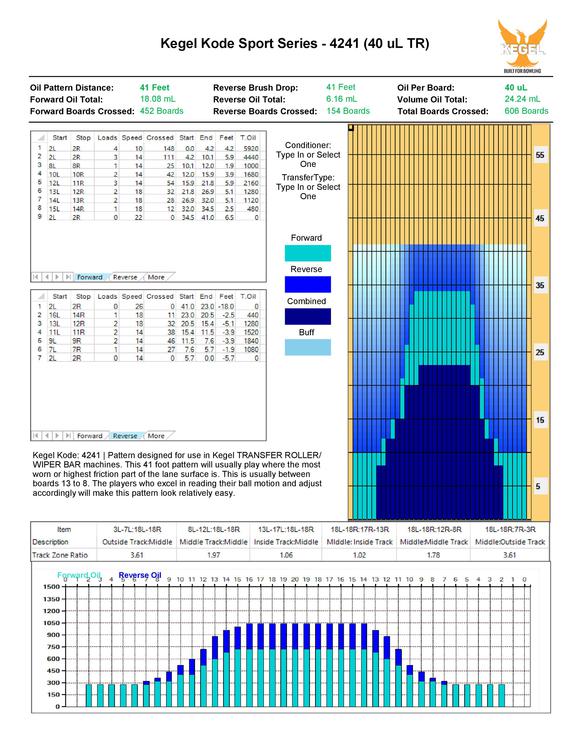 Kegel Kode Sport Series - 4241 (40 uL TR)
KEGEL
BUILT FOR BOWLING
Oil Pattern Distance: 41 Feet Reverse Brush Drop: 41 Feet Oil Per Board: 40 uL
Forward Oil Total: 18.08 mL Reverse Oil Total: 6.16 mL Volume Oil Total: 24.24 mL
Forward Boards Crossed: 452 Boards Reverse Boards Crossed: 154 Boards Total Boards Crossed: 606 Boards
Start Stop Loads Speed Crossed Start End Feet T.Oil
1 2L 2R 4 10 148 0.0 4.2 4.2 5920
2 2L 2R 3 14 111 4.2 10.1 5.9 4440
3 8L 8R 1 14 25 10.1 12.0 1.9 1000
4 10L 10R 2 14 42 12.0 15.9 3.9 1680
5 12L 11R 3 14 54 15.9 21.8 5.9 2160
6 13L 12R 2 18 32 21.8 26.9 5.1 1280
7 14L 13R 2 18 28 26.9 32.0 5.1 1120
8 15L 14R 1 18 12 32.0 34.5 2.5 480
9 2L 2R 0 22 0 34.5 41.0 6.5 0
Forward Reverse More
Start Stop Loads Speed Crossed Start End Feet T.Oil
1 2L 2R 0 26 0 41.0 23.0 -18.0 0
2 16L 14R 1 18 11 23.0 20.5 -2.5 440
3 13L 12R 2 18 32 20.5 15.4 -5.1 1280
4 11L 11R 2 14 38 15.4 11.5 -3.9 1520
5 9L 9R 2 14 46 11.5 7.6 -3.9 1840
6 7L 7R 1 14 27 7.6 5.7 -1.9 1080
7 2L 2R 0 14 0 5.7 0.0 -5.7 0
Forward Reverse More
Conditioner:
Type In or Select
One
TransferType:
Type In or Select
One
Forward
Reverse
Combined
Buff
55
45
35
25
15
5
Kegel Kode: 4241 | Pattern designed for use in Kegel TRANSFER ROLLER/
WIPER BAR machines. This 41 foot pattern will usually play where the most
worn or highest friction part of the lane surface is. This is usually between
boards 13 to 8. The players who excel in reading their ball motion and adjust
accordingly will make this pattern look relatively easy.
Item 3L-7L:18L-18R 8L-12L:18L-18R 13L-17L:18L-18R 18L-18R:17R-13R 18L-18R:12R-8R 18L-18R:7R-3R
Description Outside Track:Middle Middle Track:Middle Inside Track:Middle MIddle: Inside Track Middle:Middle Track Middle:Outside Track
Track Zone Ratio 3.61 1.97 1.06 1.02 1.78 3.61
Forward Oil Reverse Oil
0 1 2 3 4 5 6 7 8 9 10 11 12 13 14 15 16 17 18 19 20 19 18 17 16 15 14 13 12 11 10 9 8 7 6 5 4 3 2 1 0
1500
1350
1200
1050
900
750
600
450
300
150
0